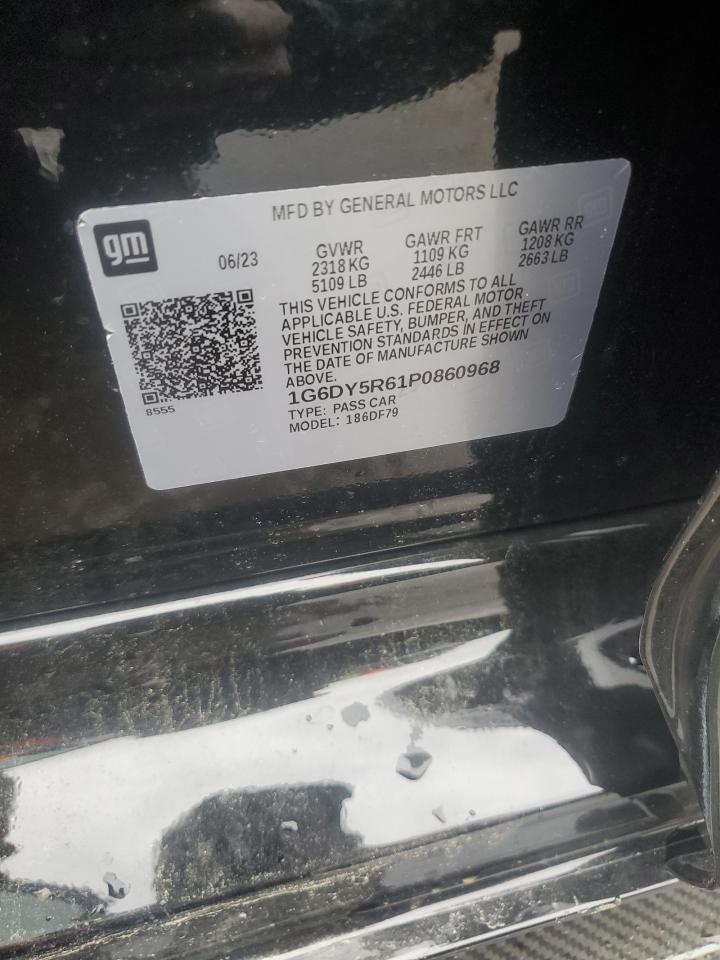 MFD BY GENERAL MOTORS LLC
gm
06/23
GVWR
2318 KG
5109 LB
GAWR FRT
1109 KG
2446 LB
GAWR RR
1208 KG
2663 LB
THIS VEHICLE CONFORMS TO ALL
APPLICABLE U.S. FEDERAL MOTOR
VEHICLE SAFETY, BUMPER, AND THEFT
PREVENTION STANDARDS IN EFFECT ON
THE DATE OF MANUFACTURE SHOWN
ABOVE.
1G6DY5R61P0860968
TYPE: PASS CAR
MODEL: 186DF79
8555